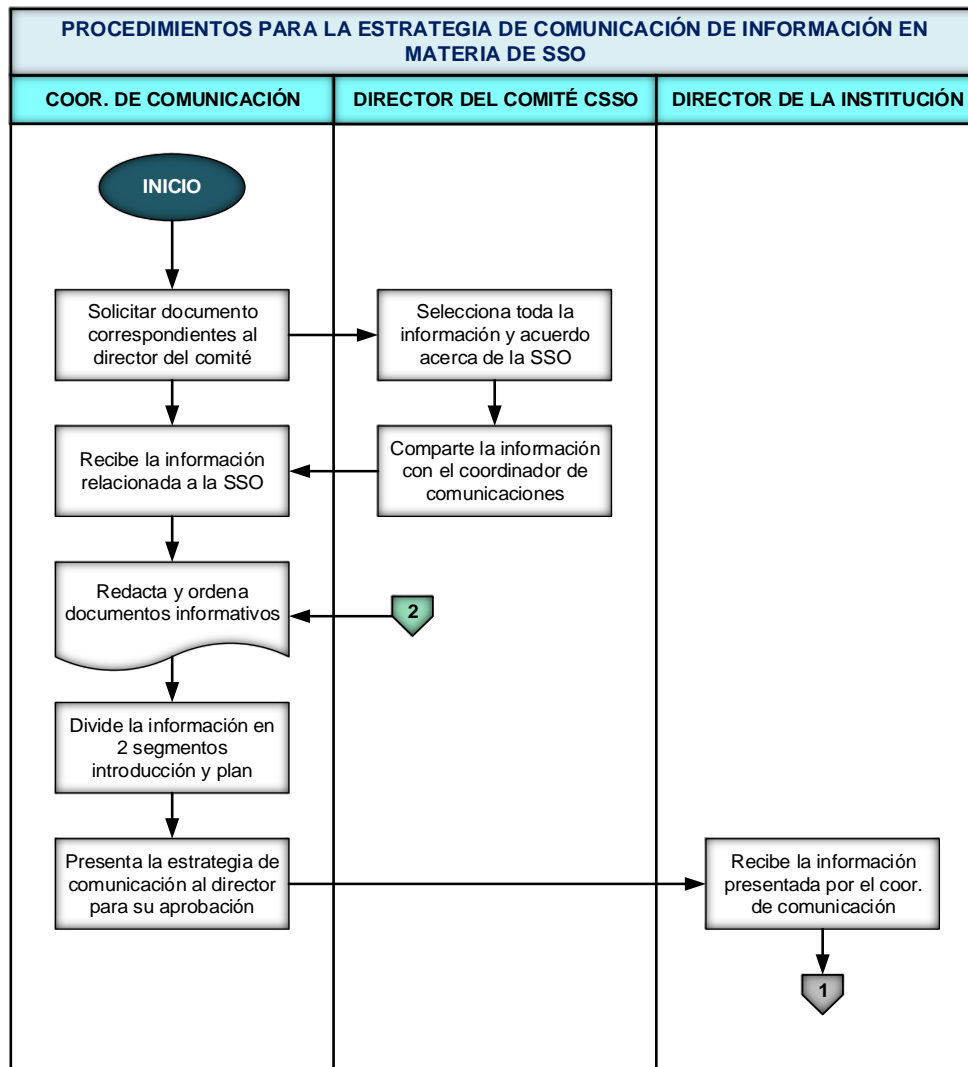 PROCEDIMIENTOS PARA LA ESTRATEGIA DE COMUNICACIÓN DE INFORMACIÓN EN
MATERIA DE SSO
COOR. DE COMUNICACIÓN
DIRECTOR DEL COMITÉ CSSO
DIRECTOR DE LA INSTITUCIÓN
INICIO
Solicitar documento
correspondientes al
director del comité
Selecciona toda la
información y acuerdo
acerca de la SSO
Recibe la información
relacionada a la SSO
Comparte la información
con el coordinador de
comunicaciones
Redacta y ordena
documentos informativos
2
Divide la información en
2 segmentos
introducción y plan
Presenta la estrategia de
comunicación al director
para su aprobación
Recibe la información
presentada por el coor.
de comunicación
1